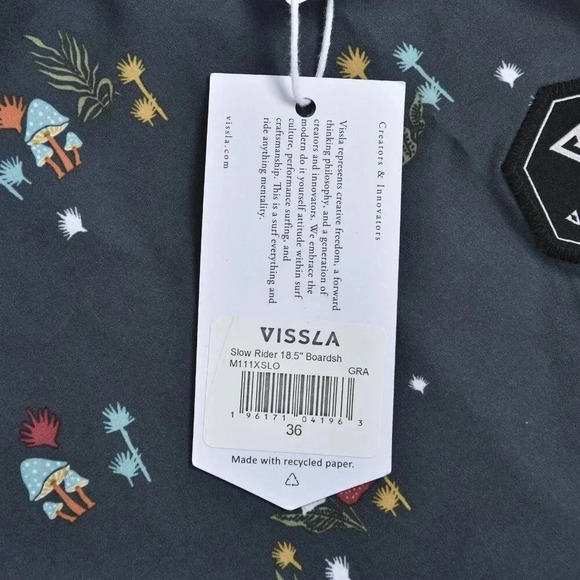 Creators & Innovators
Vissla represents creative freedom, a forward
thinking philosophy, and a generation of
creators and innovators. We embrace the
modern do it yourself attitude within surf
culture, performance surfing, and
craftsmanship. This is a surf everything and
ride anything mentality.
vissla.com
VISSLA
Slow Rider 18.5" Boardsh
M111XSLO GRA
1 96171 04196 3
36
Made with recycled paper.